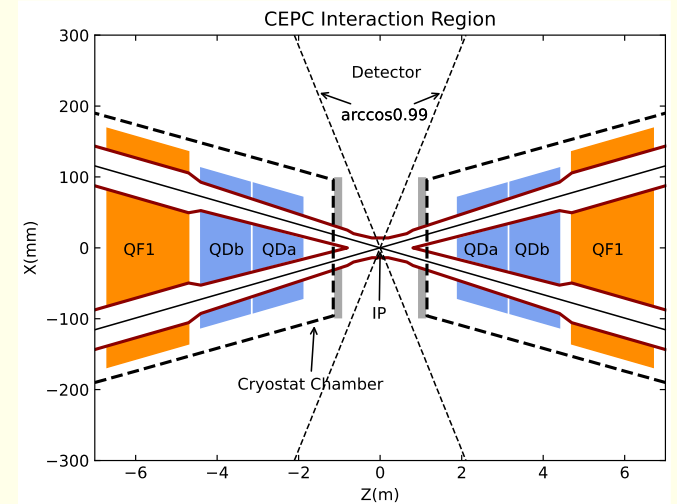 CEPC Interaction Region
300
Detector
200
arccos0.99
100
X(mm)
0
QF1
QDb
QDa
QDa
QDb
QF1
−100
IP
−200
Cryostat Chamber
−300
−6
−4
−2
0
2
4
6
Z(m)